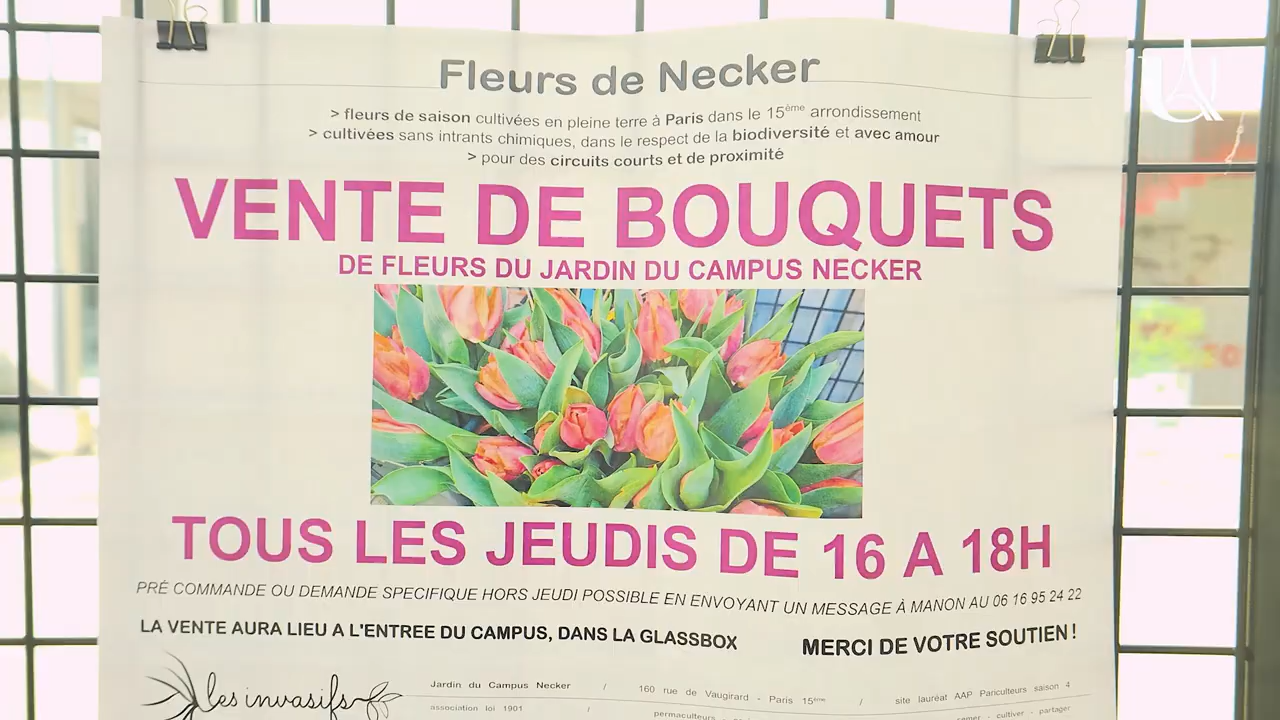 Fleurs de Necker
> fleurs de saison cultivées en pleine terre à Paris dans le 15ème arrondissement
> cultivées sans intrants chimiques, dans le respect de la biodiversité et avec amour
> pour des circuits courts et de proximité
VENTE DE BOUQUETS
DE FLEURS DU JARDIN DU CAMPUS NECKER
TOUS LES JEUDIS DE 16 A 18H
PRÉ COMMANDE OU DEMANDE SPECIFIQUE HORS JEUDI POSSIBLE EN ENVOYANT UN MESSAGE À MANON AU 06 16 95 24 22
LA VENTE AURA LIEU A L'ENTREE DU CAMPUS, DANS LA GLASSBOX MERCI DE VOTRE SOUTIEN !
les invasifs
Jardin du Campus Necker / 160 rue de Vaugirard - Paris 15ème / site lauréat AAP Pariculteurs saison 4
association loi 1901 / permaculteurs - cultiver - partager